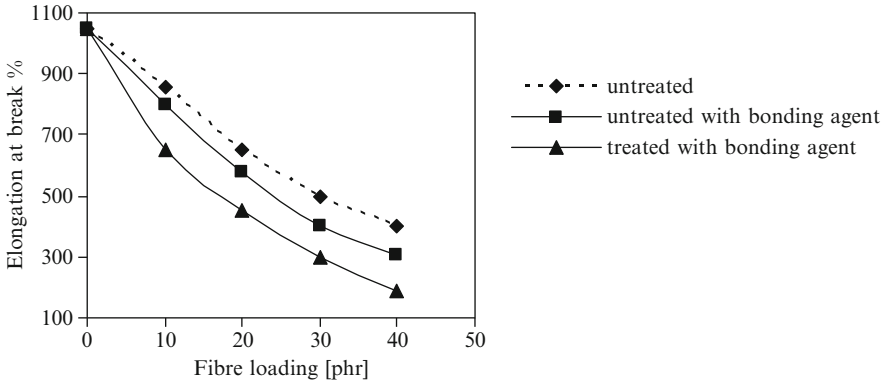 1100
900
700
500
300
100
Elongation at break %
0
10
20
30
40
50
Fibre loading [phr]
untreated
untreated with bonding agent
treated with bonding agent